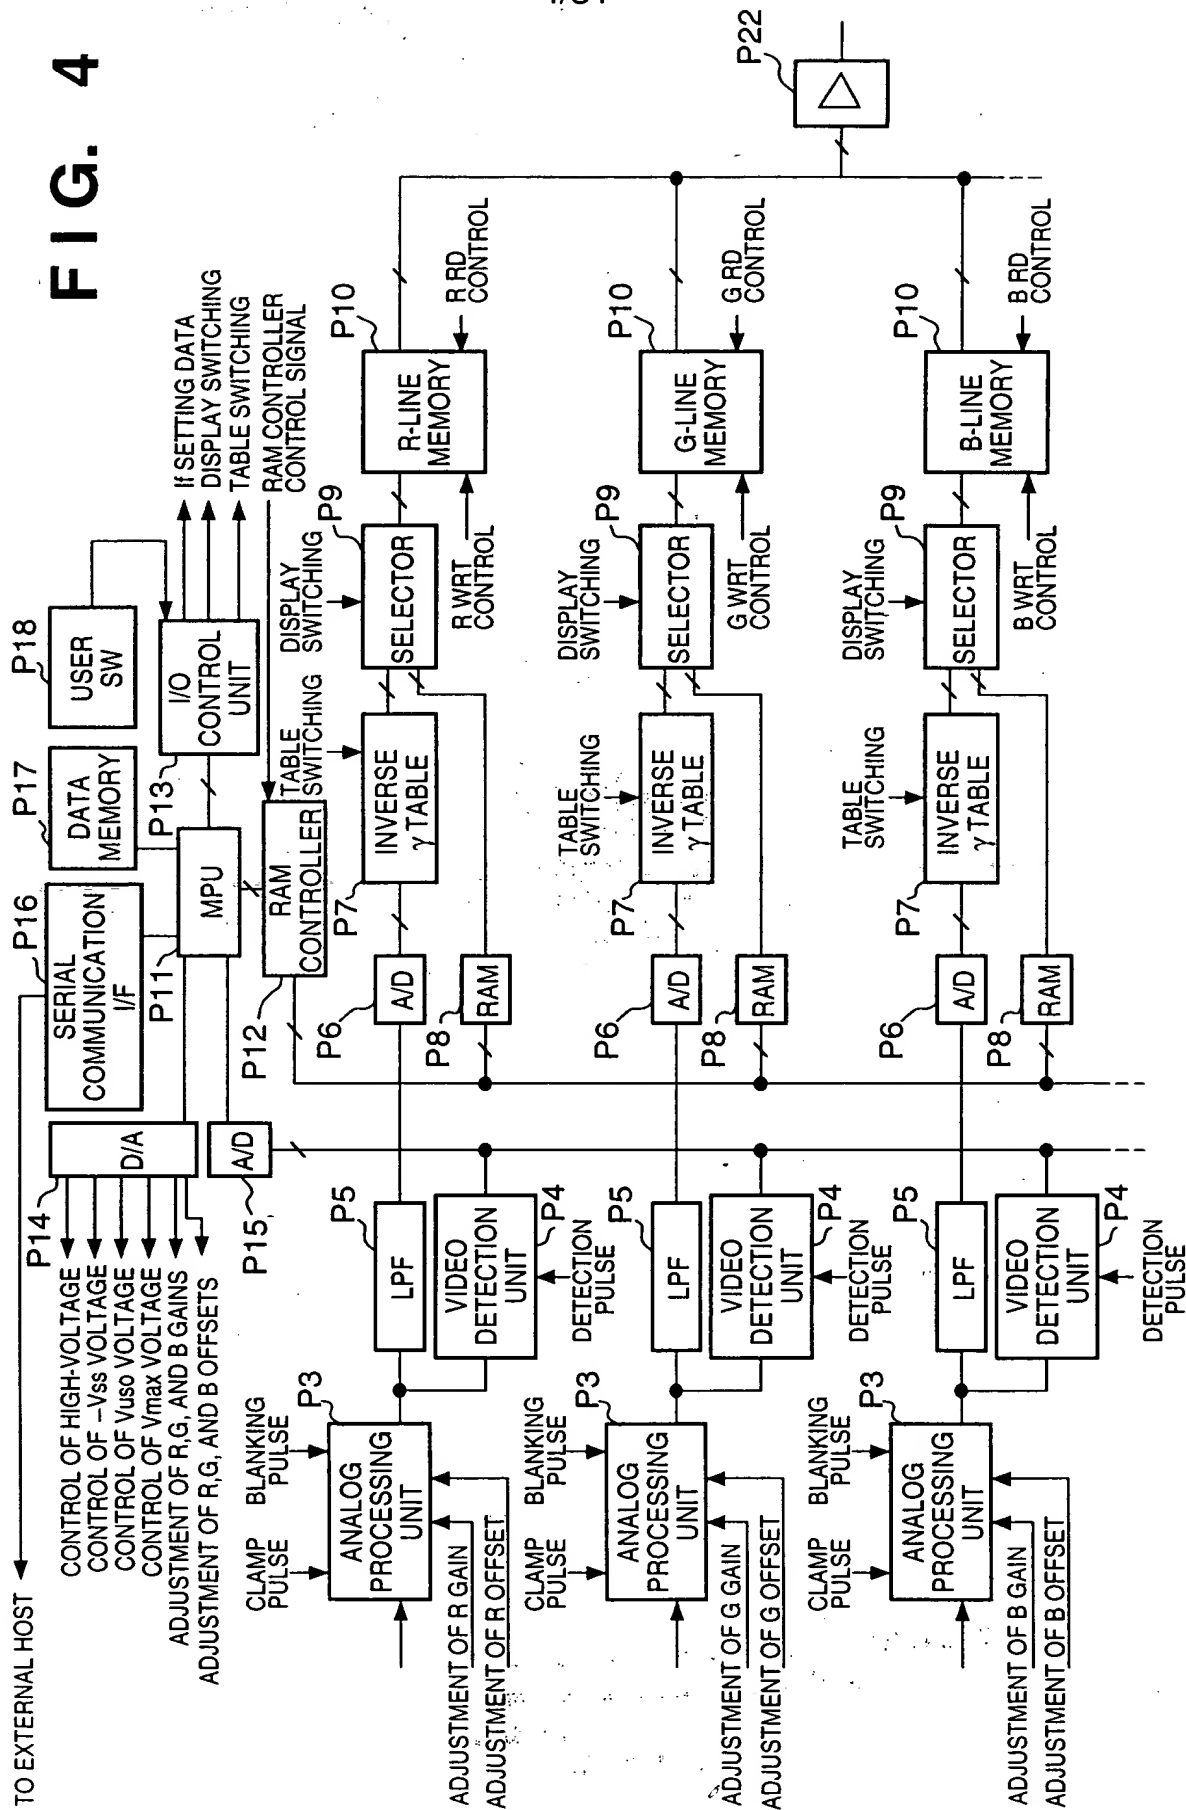 FIG. 4
TO EXTERNAL HOST
P16
SERIAL
COMMUNICATION
I/F
P17
DATA
MEMORY
P18
USER
SW
P14
D/A
CONTROL OF HIGH-VOLTAGE
CONTROL OF -Vss VOLTAGE
CONTROL OF Vuso VOLTAGE
CONTROL OF Vmax VOLTAGE
ADJUSTMENT OF R,G, AND B GAINS
ADJUSTMENT OF R,G, AND B OFFSETS
P15
A/D
P11
MPU
P13
I/O
CONTROL
UNIT
If SETTING DATA
DISPLAY SWITCHING
TABLE SWITCHING
RAM CONTROLLER
CONTROL SIGNAL
P12
RAM
CONTROLLER
CLAMP
PULSE
BLANKING
PULSE
P3
ANALOG
PROCESSING
UNIT
ADJUSTMENT OF R GAIN
ADJUSTMENT OF R OFFSET
P5
LPF
P4
VIDEO
DETECTION
UNIT
DETECTION
PULSE
P6
A/D
P8
RAM
P7
INVERSE
γ TABLE
TABLE
SWITCHING
P9
SELECTOR
DISPLAY
SWITCHING
P10
R-LINE
MEMORY
R WRT
CONTROL
R RD
CONTROL
CLAMP
PULSE
BLANKING
PULSE
P3
ANALOG
PROCESSING
UNIT
ADJUSTMENT OF G GAIN
ADJUSTMENT OF G OFFSET
P5
LPF
P4
VIDEO
DETECTION
UNIT
DETECTION
PULSE
P6
A/D
P8
RAM
P7
INVERSE
γ TABLE
TABLE
SWITCHING
P9
SELECTOR
DISPLAY
SWITCHING
P10
G-LINE
MEMORY
G WRT
CONTROL
G RD
CONTROL
CLAMP
PULSE
BLANKING
PULSE
P3
ANALOG
PROCESSING
UNIT
ADJUSTMENT OF B GAIN
ADJUSTMENT OF B OFFSET
P5
LPF
P4
VIDEO
DETECTION
UNIT
DETECTION
PULSE
P6
A/D
P8
RAM
P7
INVERSE
γ TABLE
TABLE
SWITCHING
P9
SELECTOR
DISPLAY
SWITCHING
P10
B-LINE
MEMORY
B WRT
CONTROL
B RD
CONTROL
P22